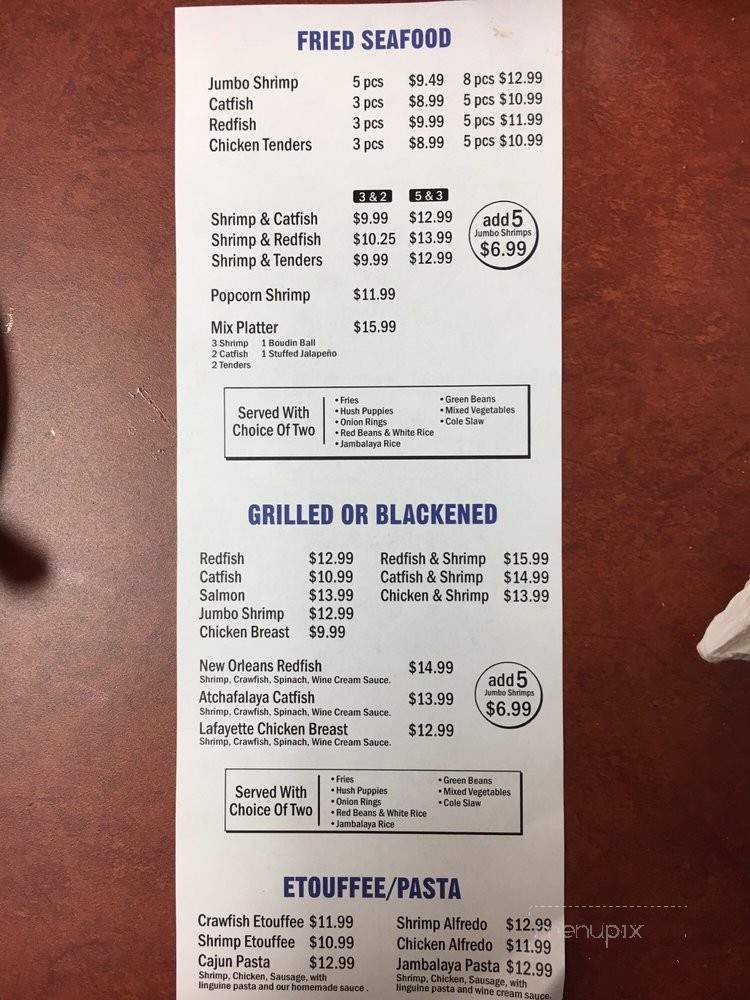 FRIED SEAFOOD
Jumbo Shrimp 5 pcs $9.49 8 pcs $12.99
Catfish 3 pcs $8.99 5 pcs $10.99
Redfish 3 pcs $9.99 5 pcs $11.99
Chicken Tenders 3 pcs $8.99 5 pcs $10.99
3 & 2 5 & 3
Shrimp & Catfish $9.99 $12.99
Shrimp & Redfish $10.25 $13.99
Shrimp & Tenders $9.99 $12.99
add 5
Jumbo Shrimps
$6.99
Popcorn Shrimp $11.99
Mix Platter $15.99
3 Shrimp 1 Boudin Ball
2 Catfish 1 Stuffed Jalapeño
2 Tenders
Served With
Choice Of Two
• Fries
• Hush Puppies
• Onion Rings
• Red Beans & White Rice
• Jambalaya Rice
• Green Beans
• Mixed Vegetables
• Cole Slaw
GRILLED OR BLACKENED
Redfish $12.99
Catfish $10.99
Salmon $13.99
Jumbo Shrimp $12.99
Chicken Breast $9.99
Redfish & Shrimp $15.99
Catfish & Shrimp $14.99
Chicken & Shrimp $13.99
New Orleans Redfish $14.99
Shrimp, Crawfish, Spinach, Wine Cream Sauce.
Atchafalaya Catfish $13.99
Shrimp, Crawfish, Spinach, Wine Cream Sauce.
Lafayette Chicken Breast $12.99
Shrimp, Crawfish, Spinach, Wine Cream Sauce.
add 5
Jumbo Shrimps
$6.99
Served With
Choice Of Two
• Fries
• Hush Puppies
• Onion Rings
• Red Beans & White Rice
• Jambalaya Rice
• Green Beans
• Mixed Vegetables
• Cole Slaw
ETOUFFEE/PASTA
Crawfish Etouffee $11.99
Shrimp Etouffee $10.99
Cajun Pasta $12.99
Shrimp, Chicken, Sausage, with
linguine pasta and our homemade sauce .
Shrimp Alfredo $12.99
Chicken Alfredo $11.99
Jambalaya Pasta $12.99
Shrimp, Chicken, Sausage, with
linguine pasta and wine cream sauce.
menupix